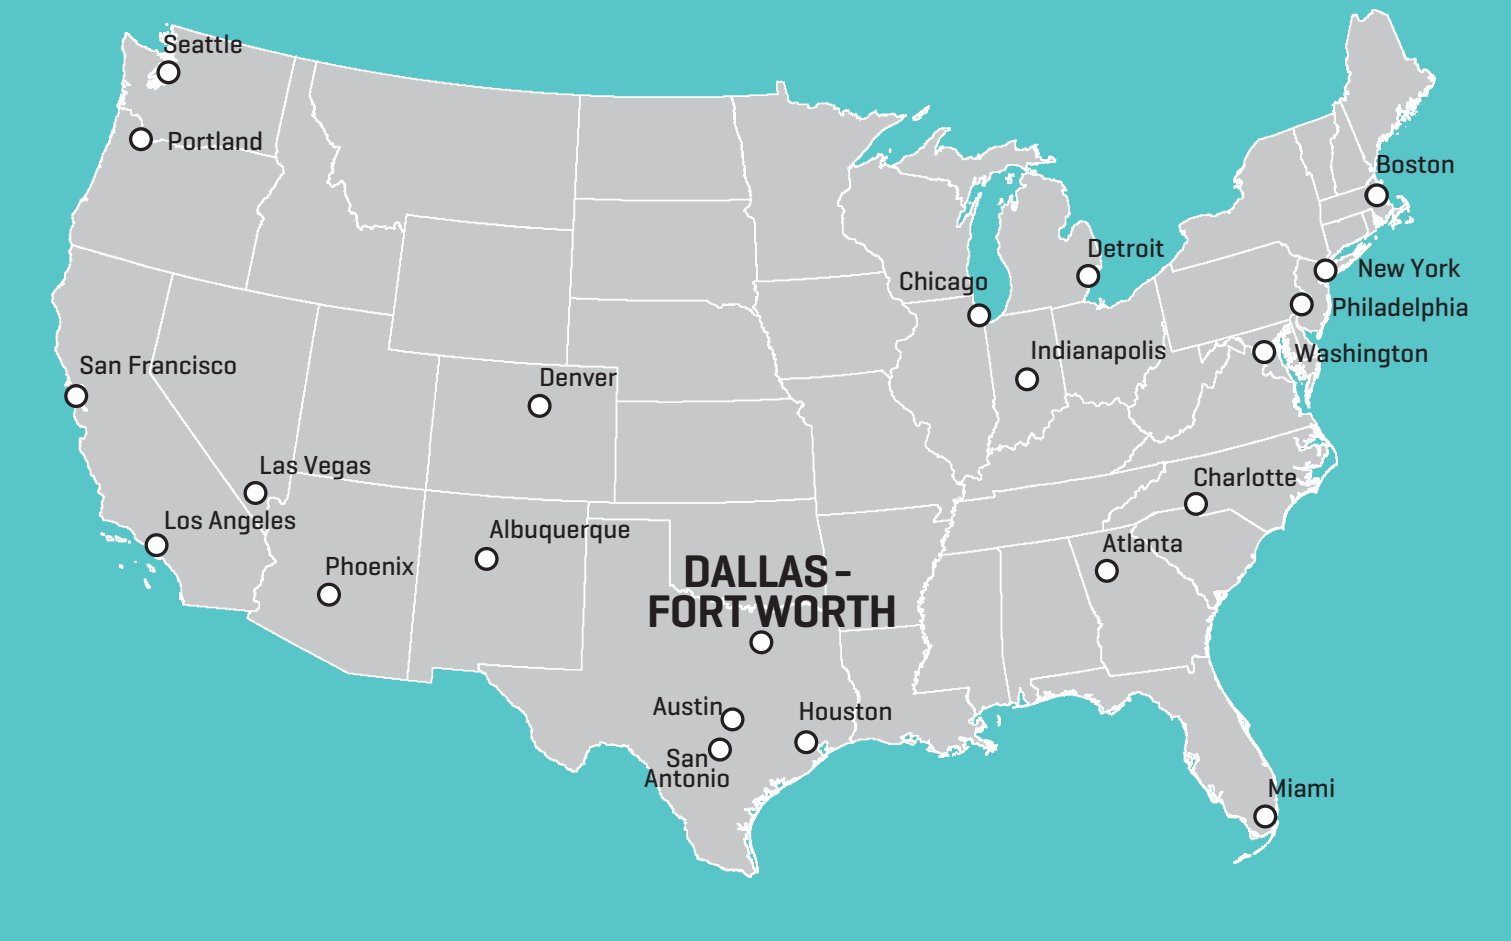 Seattle
Portland
Boston
Detroit
New York
Chicago
Philadelphia
Indianapolis
Washington
San Francisco
Denver
Las Vegas
Charlotte
Los Angeles
Albuquerque
Atlanta
Phoenix
DALLAS –
FORT WORTH
Austin
Houston
San
Antonio
Miami